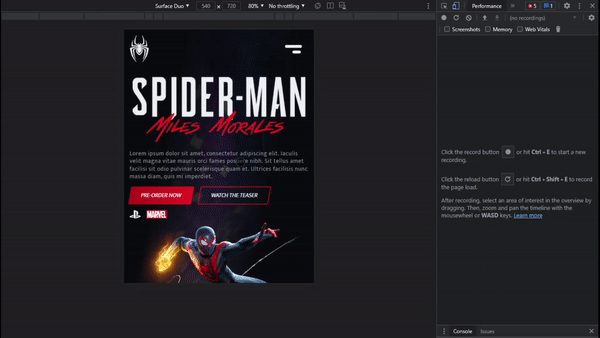 Surface Duo ▼ 540 × 720 80% ▼ No throttling ▼
Performance » 5 1
(no recordings)
Screenshots Memory Web Vitals
SPIDER-MAN
MILES MORALES
Lorem ipsum dolor sit amet, consectetur adipiscing elit. Iaculis
velit magna vitae mauris orci fames posuere nibh. Sit tellus amet
facilisi sit odio pulvinar scelerisque quam et. Ultrices facilisis nunc
massa diam, quis mi imperdiet.
PRE-ORDER NOW WATCH THE TEASER
MARVEL
Click the record button or hit Ctrl + E to start a new
recording.
Click the reload button or hit Ctrl + Shift + E to record
the page load.
After recording, select an area of interest in the overview by
dragging. Then, zoom and pan the timeline with the
mousewheel or WASD keys. Learn more
Console Issues